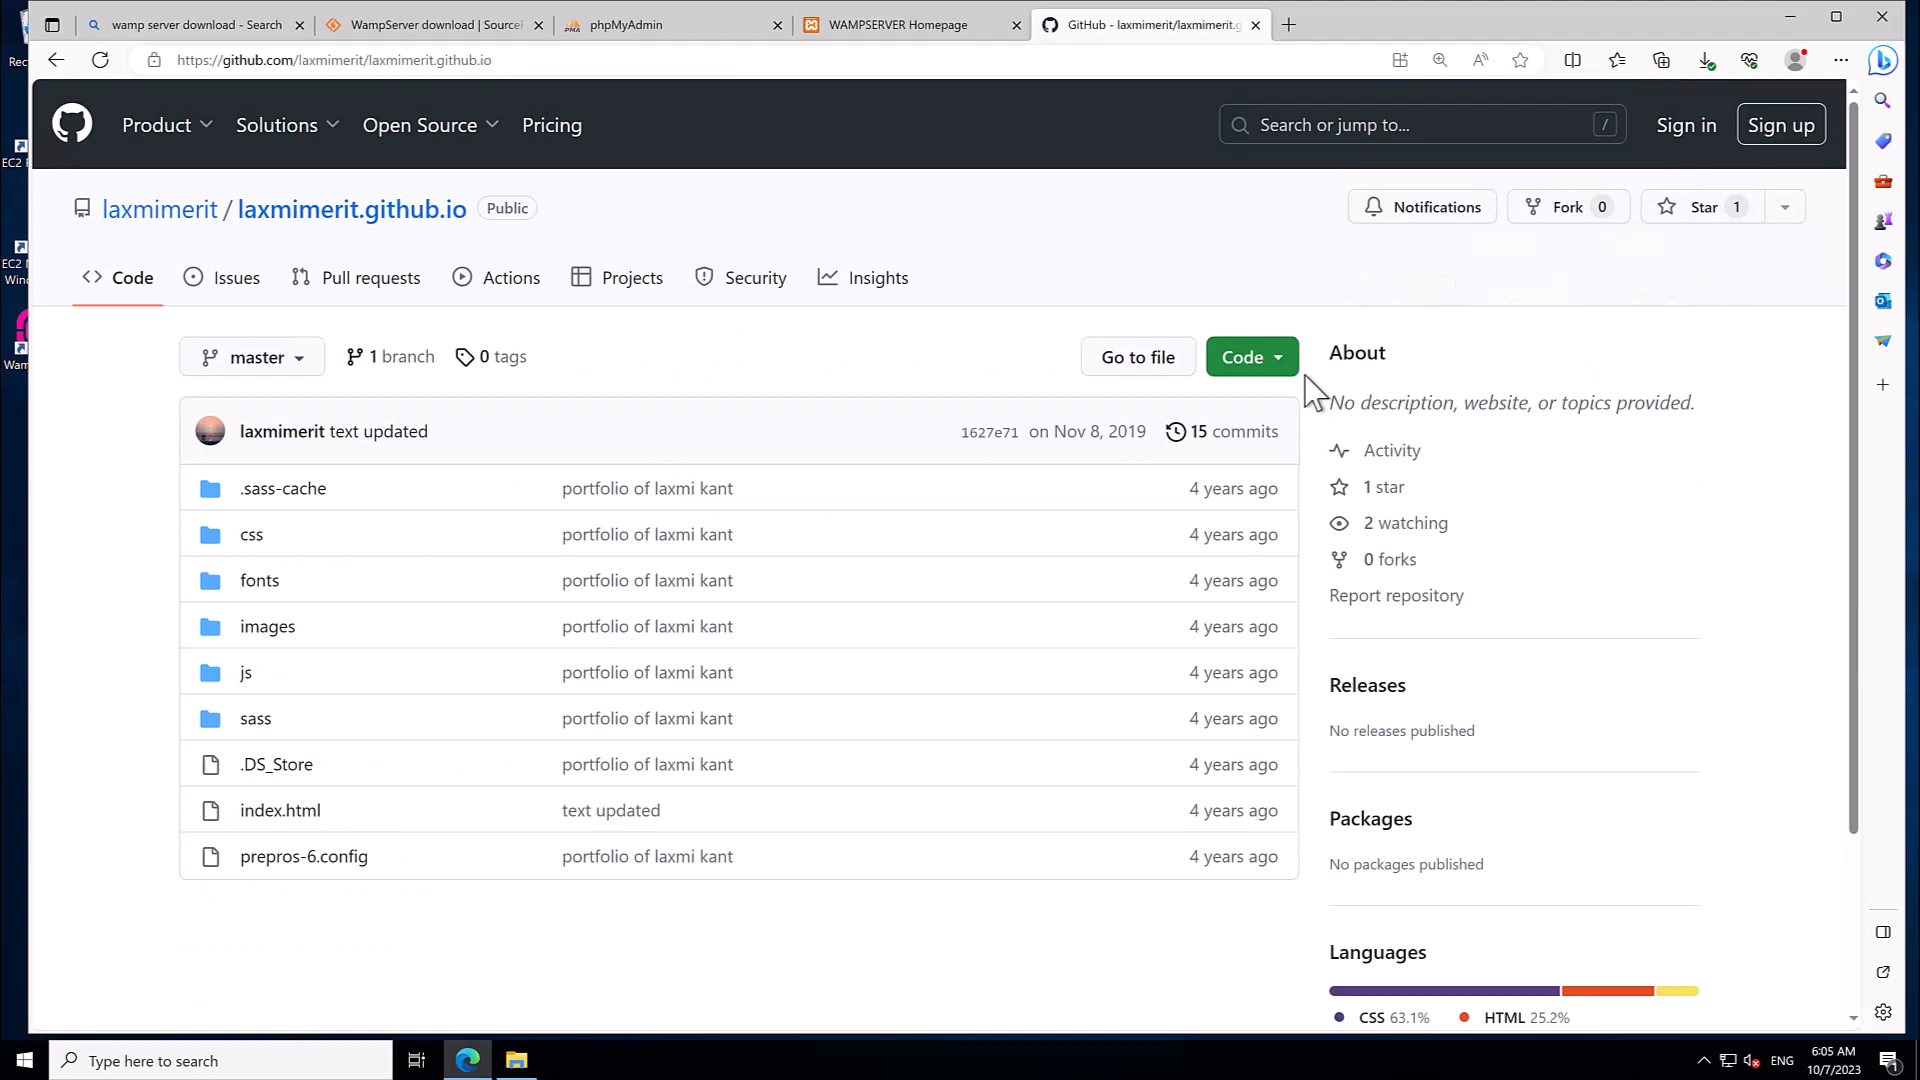 wamp server download - Search
WampServer download | SourceF
phpMyAdmin
WAMPSERVER Homepage
GitHub - laxmimerit/laxmimerit.g
https://github.com/laxmimerit/laxmimerit.github.io
Product
Solutions
Open Source
Pricing
Search or jump to...
/
Sign in
Sign up
laxmimerit / laxmimerit.github.io
Public
Notifications
Fork 0
Star 1
Code
Issues
Pull requests
Actions
Projects
Security
Insights
master
1 branch
0 tags
Go to file
Code
About
No description, website, or topics provided.
laxmimerit text updated
1627e71 on Nov 8, 2019
15 commits
.sass-cache portfolio of laxmi kant 4 years ago
css portfolio of laxmi kant 4 years ago
fonts portfolio of laxmi kant 4 years ago
images portfolio of laxmi kant 4 years ago
js portfolio of laxmi kant 4 years ago
sass portfolio of laxmi kant 4 years ago
.DS_Store portfolio of laxmi kant 4 years ago
index.html text updated 4 years ago
prepros-6.config portfolio of laxmi kant 4 years ago
Activity
1 star
2 watching
0 forks
Report repository
Releases
No releases published
Packages
No packages published
Languages
CSS 63.1%
HTML 25.2%
Rec
EC2 F
EC2 M
Wind
Wam
Type here to search
ENG
6:05 AM
10/7/2023
1